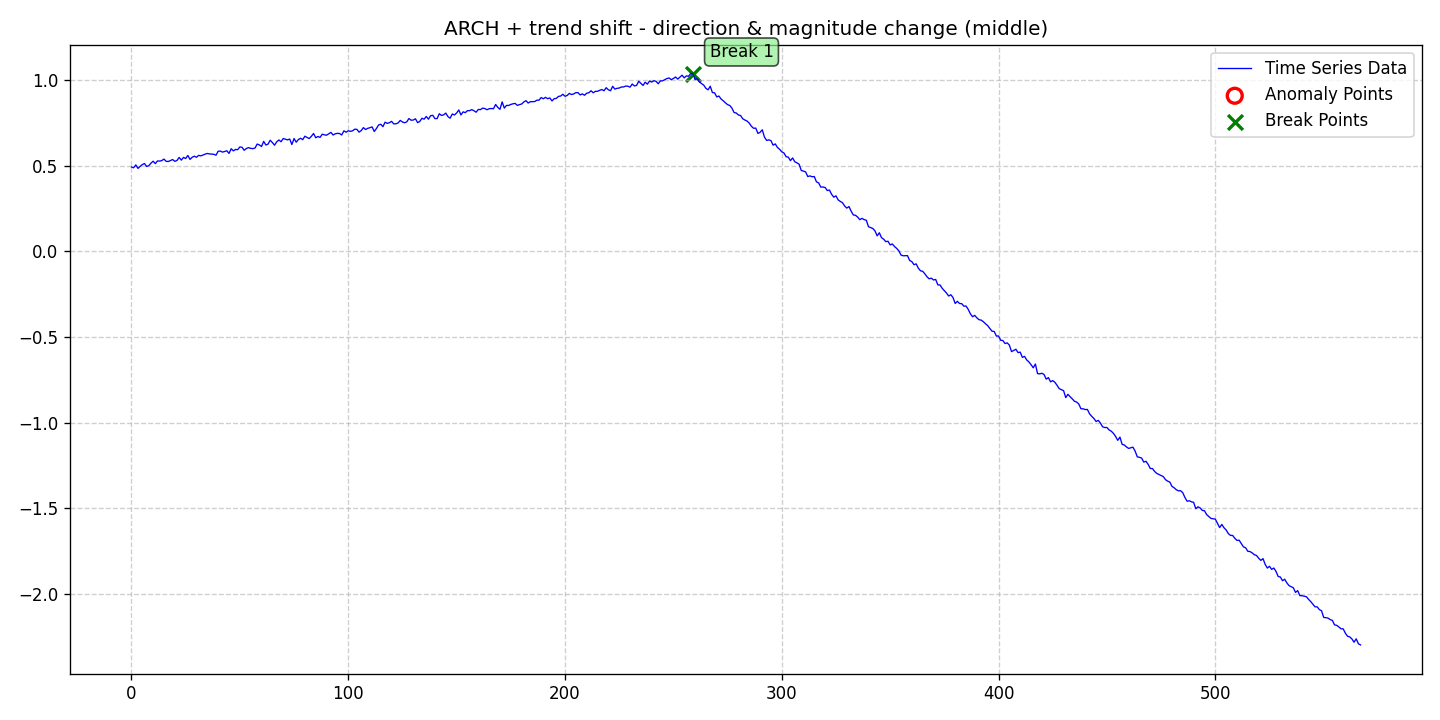 ARCH + trend shift - direction & magnitude change (middle)
Break 1
Time Series Data
Anomaly Points
Break Points
1.0
0.5
0.0
−0.5
−1.0
−1.5
−2.0
0 100 200 300 400 500